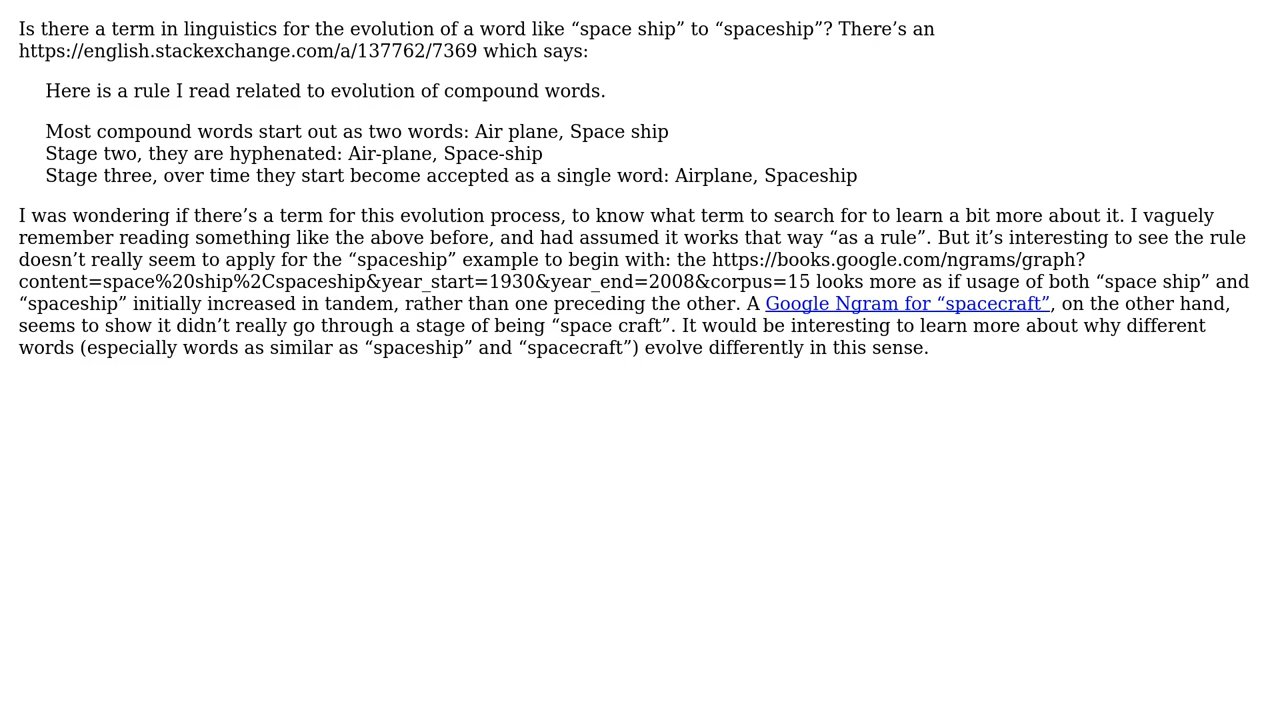 Is there a term in linguistics for the evolution of a word like “space ship” to “spaceship”? There’s an
https://english.stackexchange.com/a/137762/7369 which says:
Here is a rule I read related to evolution of compound words.
Most compound words start out as two words: Air plane, Space ship
Stage two, they are hyphenated: Air-plane, Space-ship
Stage three, over time they start become accepted as a single word: Airplane, Spaceship
I was wondering if there’s a term for this evolution process, to know what term to search for to learn a bit more about it. I vaguely
remember reading something like the above before, and had assumed it works that way “as a rule”. But it’s interesting to see the rule
doesn’t really seem to apply for the “spaceship” example to begin with: the https://books.google.com/ngrams/graph?
content=space%20ship%2Cspaceship&year_start=1930&year_end=2008&corpus=15 looks more as if usage of both “space ship” and
“spaceship” initially increased in tandem, rather than one preceding the other. A Google Ngram for “spacecraft”, on the other hand,
seems to show it didn’t really go through a stage of being “space craft”. It would be interesting to learn more about why different
words (especially words as similar as “spaceship” and “spacecraft”) evolve differently in this sense.